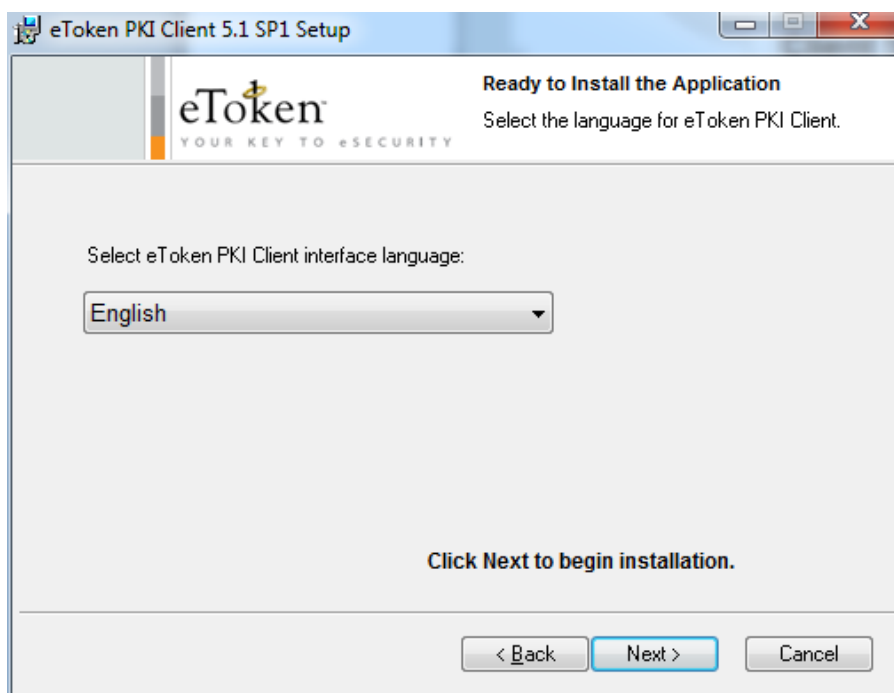 eToken PKI Client 5.1 SP1 Setup
eToken
YOUR KEY TO eSECURITY
Ready to Install the Application
Select the language for eToken PKI Client.
Select eToken PKI Client interface language:
English
Click Next to begin installation.
< Back
Next >
Cancel